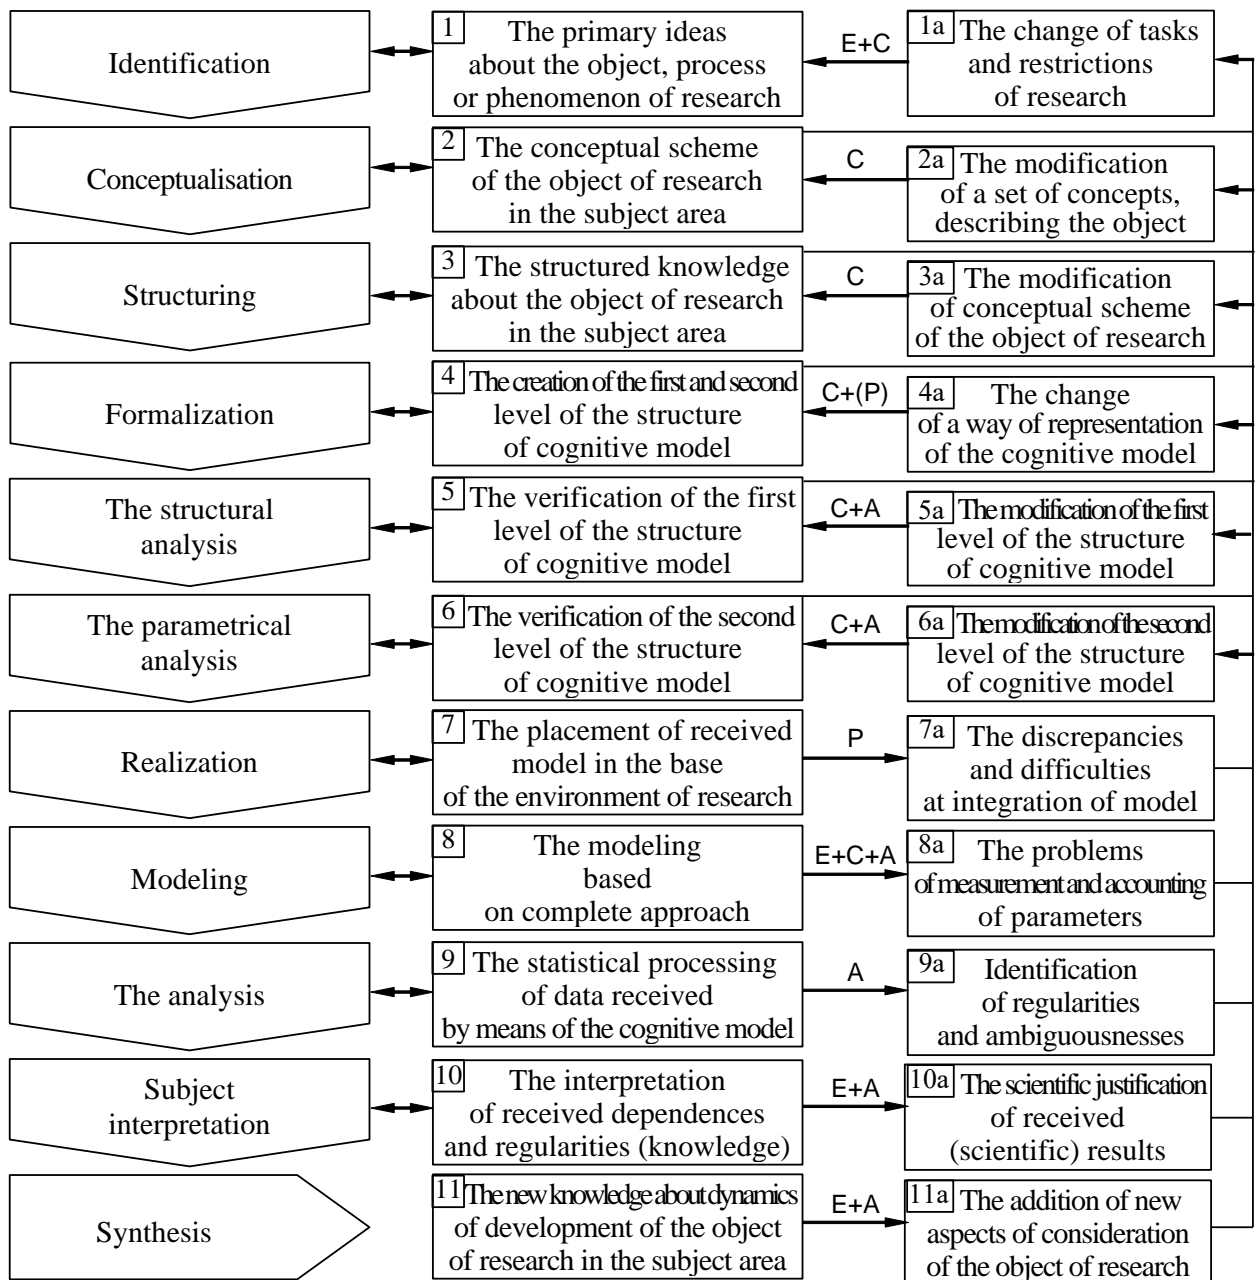 Identification
1 The primary ideas
about the object, process
or phenomenon of research
E+C
1a The change of tasks
and restrictions
of research
Conceptualisation
2 The conceptual scheme
of the object of research
in the subject area
C
2a The modification
of a set of concepts,
describing the object
Structuring
3 The structured knowledge
about the object of research
in the subject area
C
3a The modification
of conceptual scheme
of the object of research
Formalization
4 The creation of the first and second
level of the structure
of cognitive model
C+(P)
4a The change
of a way of representation
of the cognitive model
The structural
analysis
5 The verification of the first
level of the structure
of cognitive model
C+A
5a The modification of the first
level of the structure
of cognitive model
The parametrical
analysis
6 The verification of the second
level of the structure
of cognitive model
C+A
6a The modification of the second
level of the structure
of cognitive model
Realization
7 The placement of received
model in the base
of the environment of research
P
7a The discrepancies
and difficulties
at integration of model
Modeling
8 The modeling
based
on complete approach
E+C+A
8a The problems
of measurement and accounting
of parameters
The analysis
9 The statistical processing
of data received
by means of the cognitive model
A
9a Identification
of regularities
and ambiguousnesses
Subject
interpretation
10 The interpretation
of received dependences
and regularities (knowledge)
E+A
10a The scientific justification
of received
(scientific) results
Synthesis
11 The new knowledge about dynamics
of development of the object
of research in the subject area
E+A
11a The addition of new
aspects of consideration
of the object of research